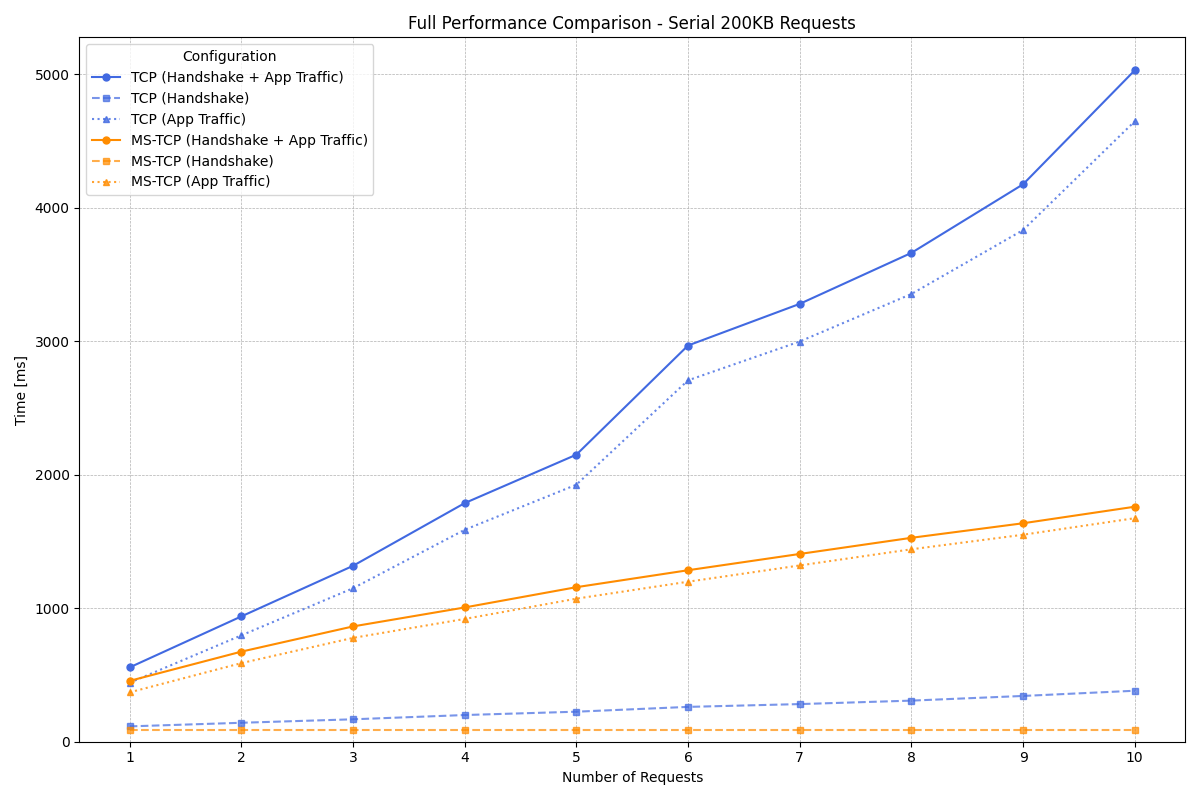 Full Performance Comparison - Serial 200KB Requests
Configuration
TCP (Handshake + App Traffic)
TCP (Handshake)
TCP (App Traffic)
MS-TCP (Handshake + App Traffic)
MS-TCP (Handshake)
MS-TCP (App Traffic)
Time [ms]
5000
4000
3000
2000
1000
0
1 2 3 4 5 6 7 8 9 10
Number of Requests